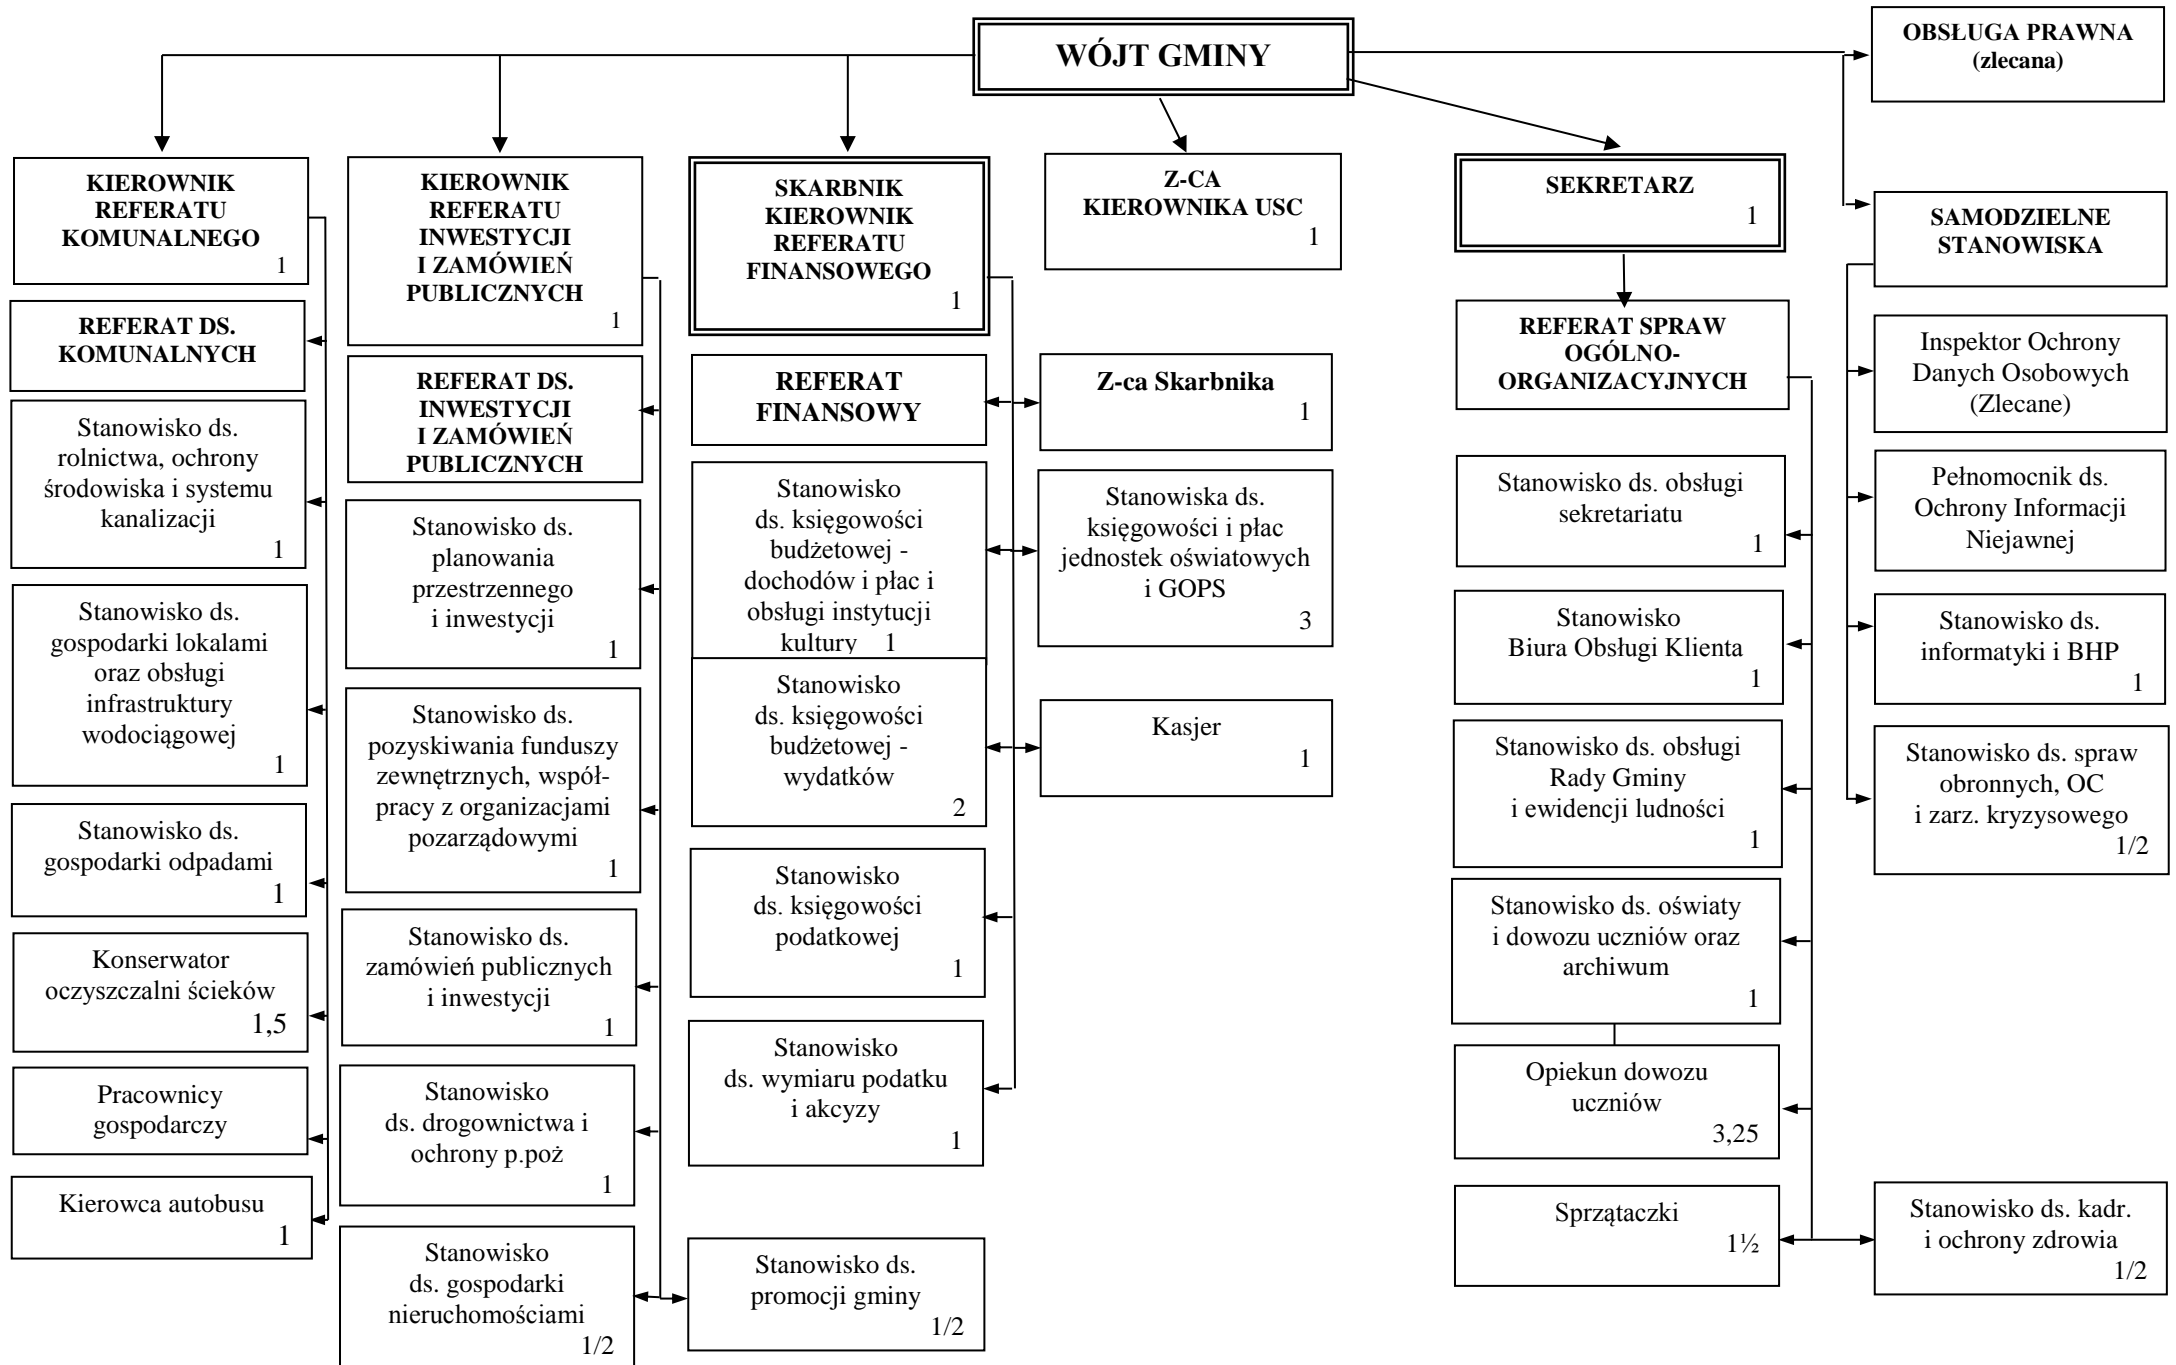 WÓJT GMINY
OBSŁUGA PRAWNA
(zlecana)
KIEROWNIK
REFERATU
KOMUNALNEGO
1
REFERAT DS.
KOMUNALNYCH
Stanowisko ds.
rolnictwa, ochrony
środowiska i systemu
kanalizacji
1
Stanowisko ds.
gospodarki lokalami
oraz obsługi
infrastruktury
wodociągowej
1
Stanowisko ds.
gospodarki odpadami
1
Konserwator
oczyszczalni ścieków
1,5
Pracownicy
gospodarczy
Kierowca autobusu
1
KIEROWNIK
REFERATU
INWESTYCJI
I ZAMÓWIEŃ
PUBLICZNYCH
1
REFERAT DS.
INWESTYCJI
I ZAMÓWIEŃ
PUBLICZNYCH
Stanowisko ds.
planowania
przestrzennego
i inwestycji
1
Stanowisko ds.
pozyskiwania funduszy
zewnętrznych, współ-
pracy z organizacjami
pozarządowymi
1
Stanowisko ds.
zamówień publicznych
i inwestycji
1
Stanowisko
ds. drogownictwa i
ochrony p.poż
1
Stanowisko
ds. gospodarki
nieruchomościami
1/2
Stanowisko ds.
promocji gminy
1/2
SKARBNIK
KIEROWNIK
REFERATU
FINANSOWEGO
1
REFERAT
FINANSOWY
Stanowisko
ds. księgowości
budżetowej -
dochodów i płac i
obsługi instytucji
kultury 1
Stanowisko
ds. księgowości
budżetowej -
wydatków
2
Stanowisko
ds. księgowości
podatkowej
1
Stanowisko
ds. wymiaru podatku
i akcyzy
1
Z-ca Skarbnika
1
Stanowiska ds.
księgowości i płac
jednostek oświatowych
i GOPS
3
Kasjer
1
Z-CA
KIEROWNIKA USC
1
SEKRETARZ
1
REFERAT SPRAW
OGÓLNO-
ORGANIZACYJNYCH
Stanowisko ds. obsługi
sekretariatu
1
Stanowisko
Biura Obsługi Klienta
1
Stanowisko ds. obsługi
Rady Gminy
i ewidencji ludności
1
Stanowisko ds. oświaty
i dowozu uczniów oraz
archiwum
1
Opiekun dowozu
uczniów
3,25
Sprzątaczki
1½
Stanowisko ds. kadr.
i ochrony zdrowia
1/2
SAMODZIELNE
STANOWISKA
Inspektor Ochrony
Danych Osobowych
(Zlecane)
Pełnomocnik ds.
Ochrony Informacji
Niejawnej
Stanowisko ds.
informatyki i BHP
1
Stanowisko ds. spraw
obronnych, OC
i zarz. kryzysowego
1/2